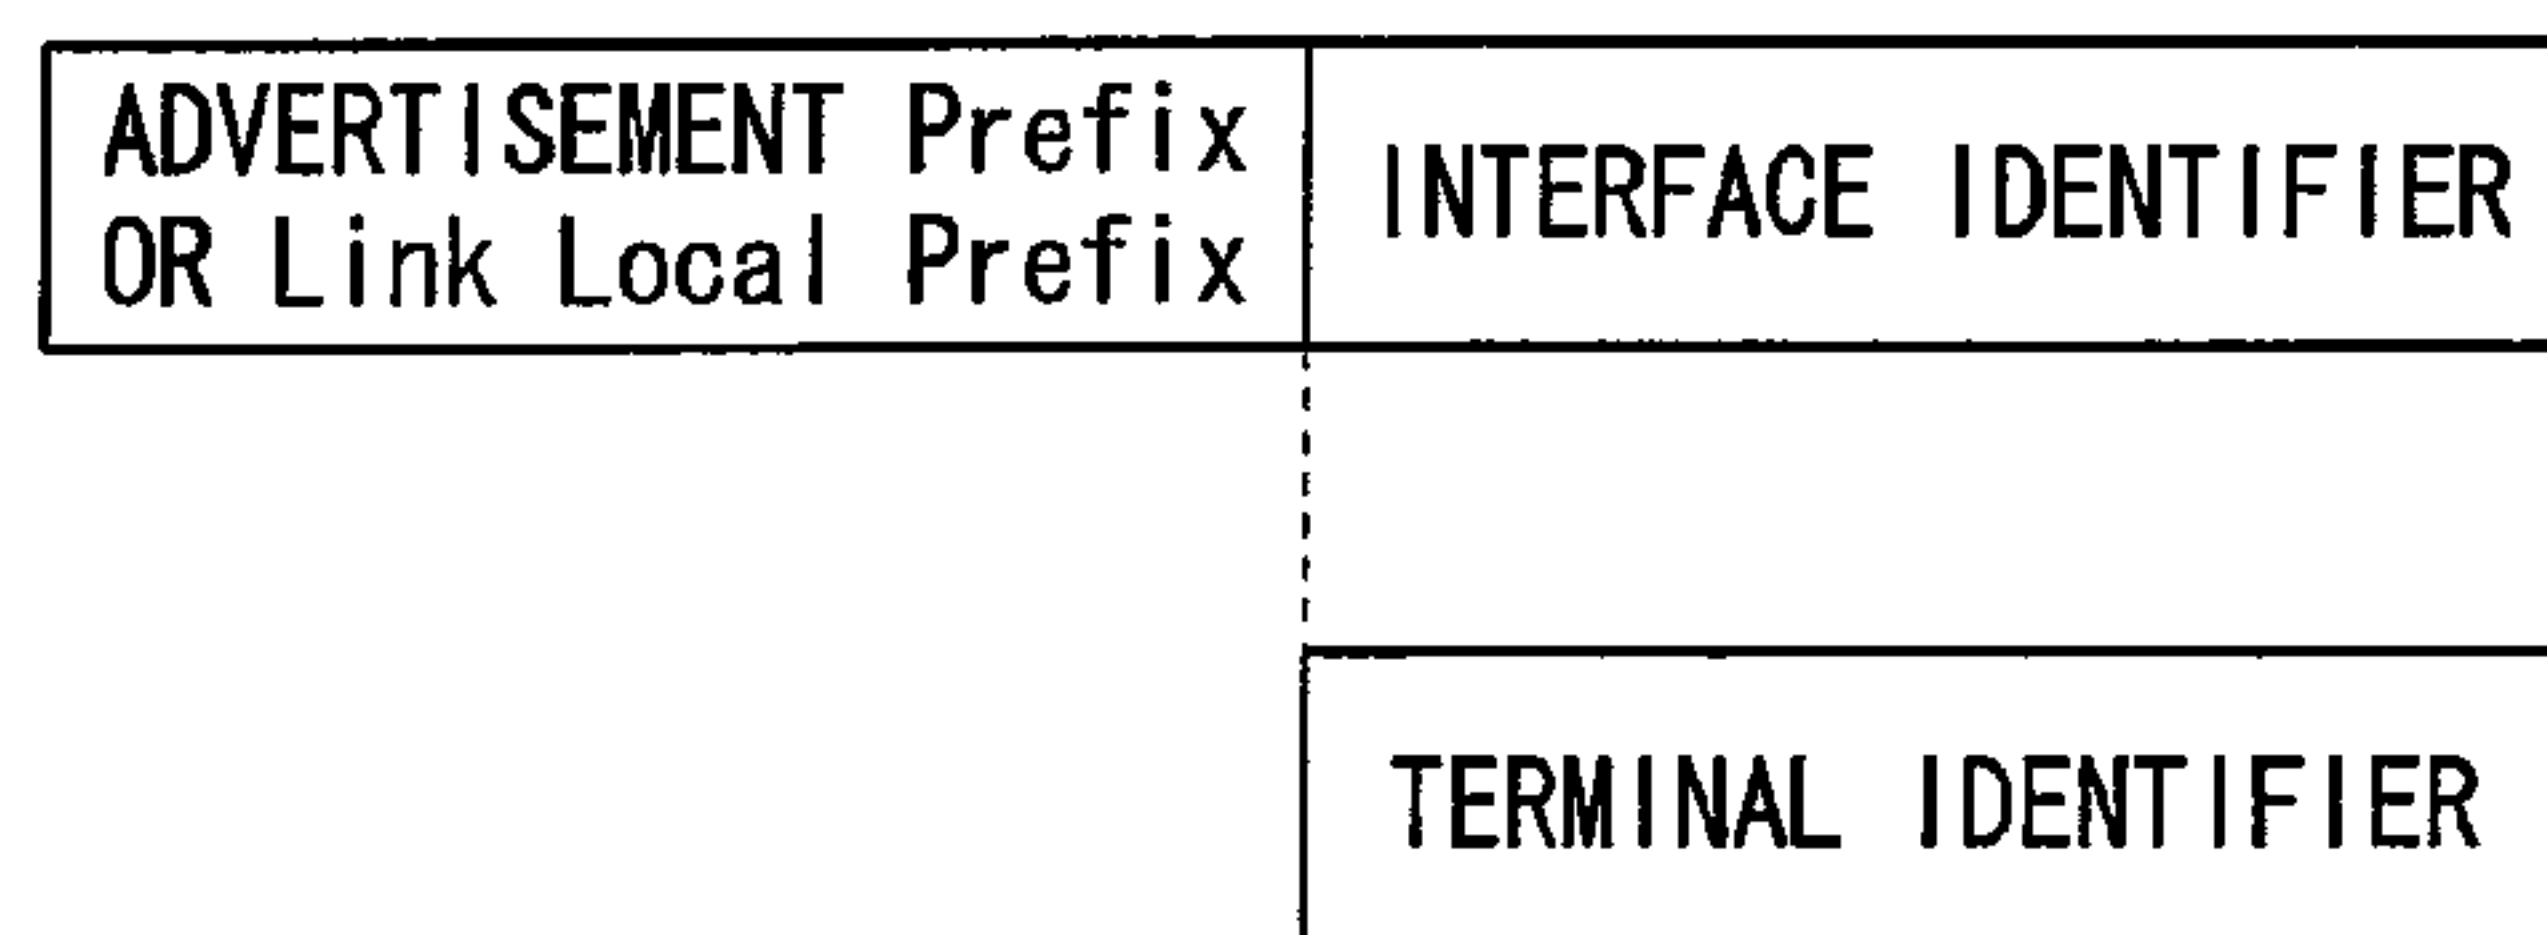 ADVERTISEMENT Prefix
OR Link Local Prefix
INTERFACE IDENTIFIER
TERMINAL IDENTIFIER